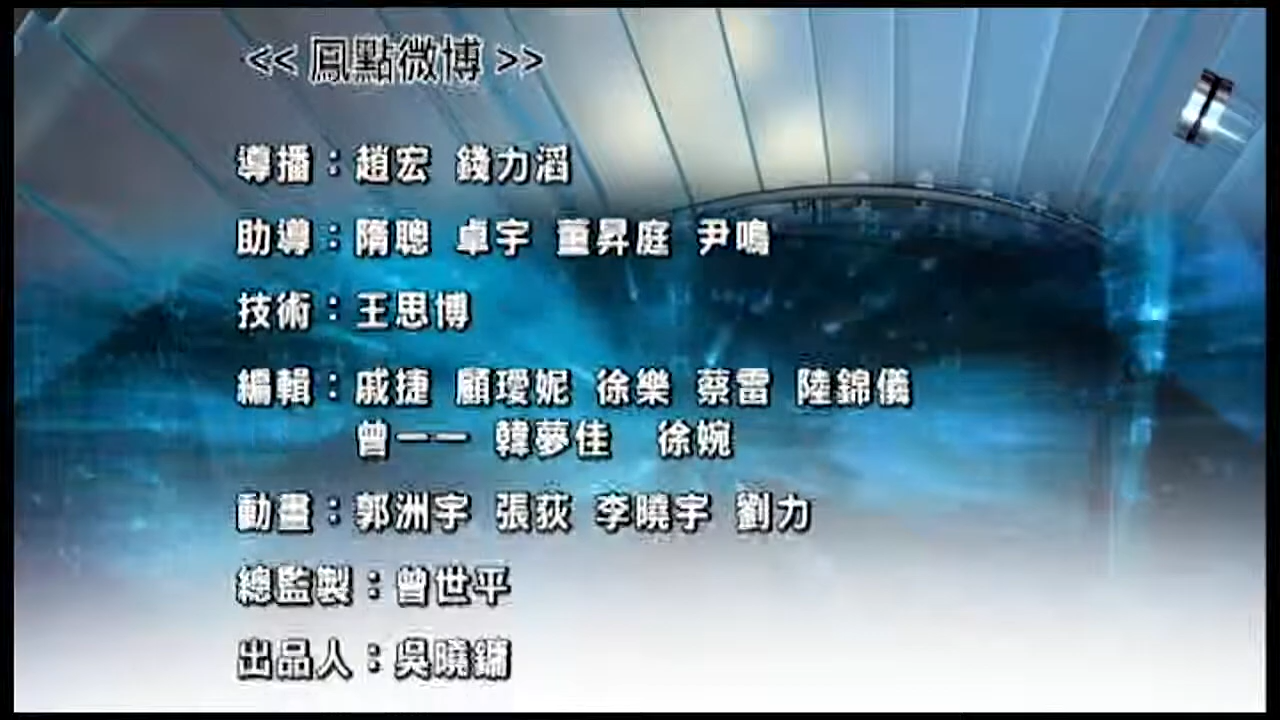 << 鳳點微博 >>
導播：趙宏 錢力滔
助導：隋聰 卓宇 董昇庭 尹鳴
技術：王思博
編輯：戚捷 顧璦妮 徐樂 蔡雷 陸錦儀
曾一一 韓夢佳 徐婉
動畫：郭洲宇 張荻 李曉宇 劉力
總監製：曾世平
出品人：吳曉鏞